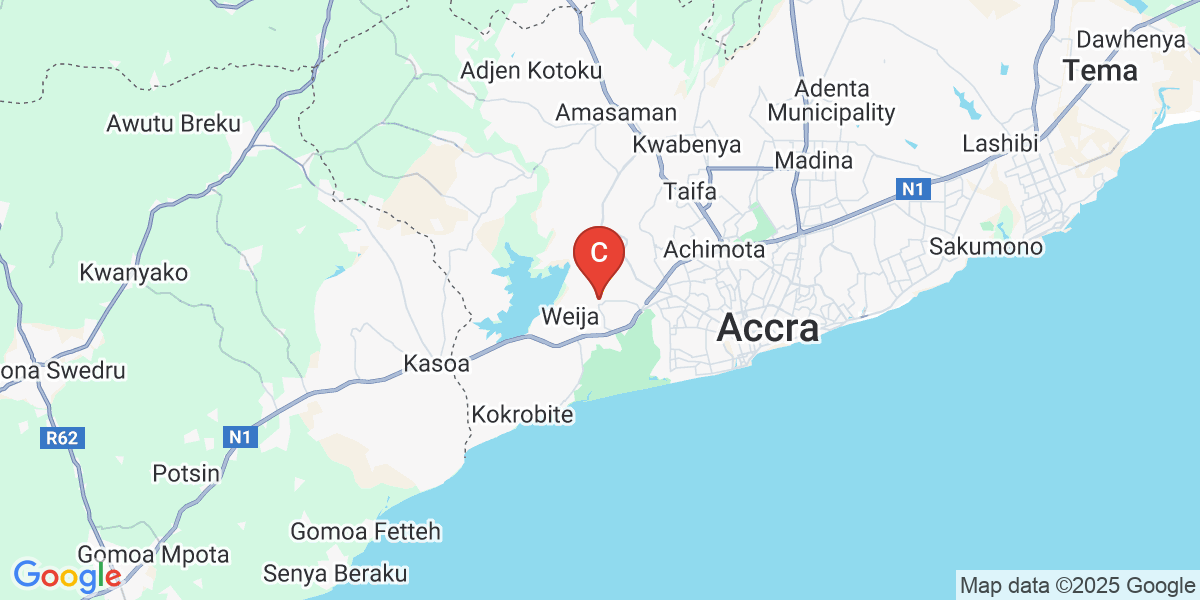 Dawhenya
Tema
Adjen Kotoku
Adenta
Municipality
Amasaman
Awutu Breku
Kwabenya
Lashibi
Madina
Taifa
N1
Achimota
Sakumono
C
Kwanyako
Weija
Accra
Kasoa
ona Swedru
Kokrobite
R62
N1
Potsin
Gomoa Fetteh
Gomoa Mpota
Senya Beraku
Google
Map data ©2025 Google